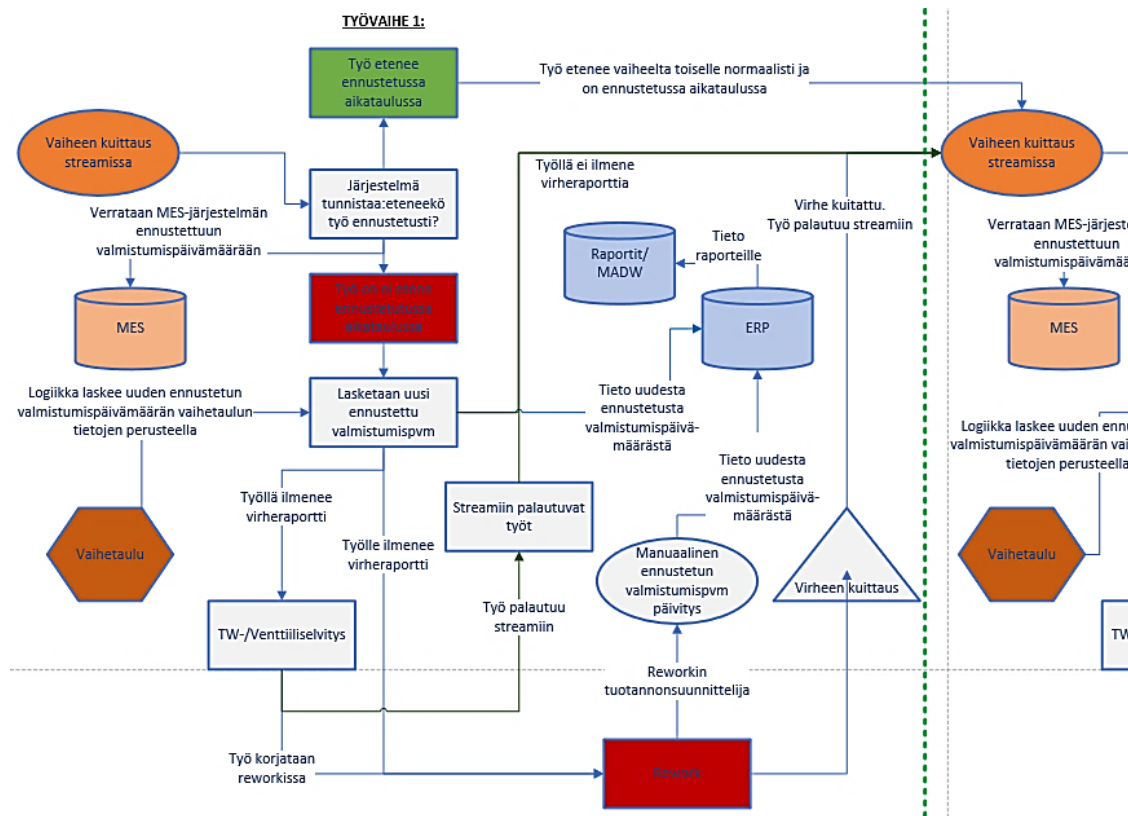 TYÖVAIHE 1:
Työ etenee
ennustetussa
aikataulussa
Työ etenee vaiheelta toiselle normaalisti ja
on ennustetussa aikataulussa
Vaiheen kuittaus
streamissa
Vaiheen kuittaus
streamissa
Järjestelmä
tunnistaa:eteneekö
työ ennustetusti?
Työllä ei ilmene
virheraporttia
Verrataan MES-järjestelmän
ennustettuun
valmistumispäivämäärään
Virhe kuitattu.
Työ palautuu streamiin
Verrataan MES-järjeste
ennustettuun
valmistumispäivämä
Raportit/
MADW
Tieto
raporteille
Työ on ei etene
ennustetutussa
aikataulussa
MES
ERP
MES
Logiikka laskee uuden ennustetun
valmistumispäivämäärän vaihetaulun
tietojen perusteella
Lasketaan uusi
ennustettu
valmistumispvm
Tieto uudesta
ennustetusta
valmistumispäivä-
määrästä
Logiikka laskee uuden ennu
valmistumispäivämäärän vai
tietojen perusteella
Tieto uudesta
ennustetusta
valmistumispäivä-
määrästä
Työllä ilmenee
virheraportti
Streamiin palautuvat
työt
Vaihetaulu
Työlle ilmenee
virheraportti
Manuaalinen
ennustetun
valmistumispvm
päivitys
Virheen kuittaus
Vaihetaulu
TW-/Venttiiliselvitys
Työ palautuu
streamiin
TW
Reworkin
tuotannonsuunnittelija
Työ korjataan
reworkissa
Rework